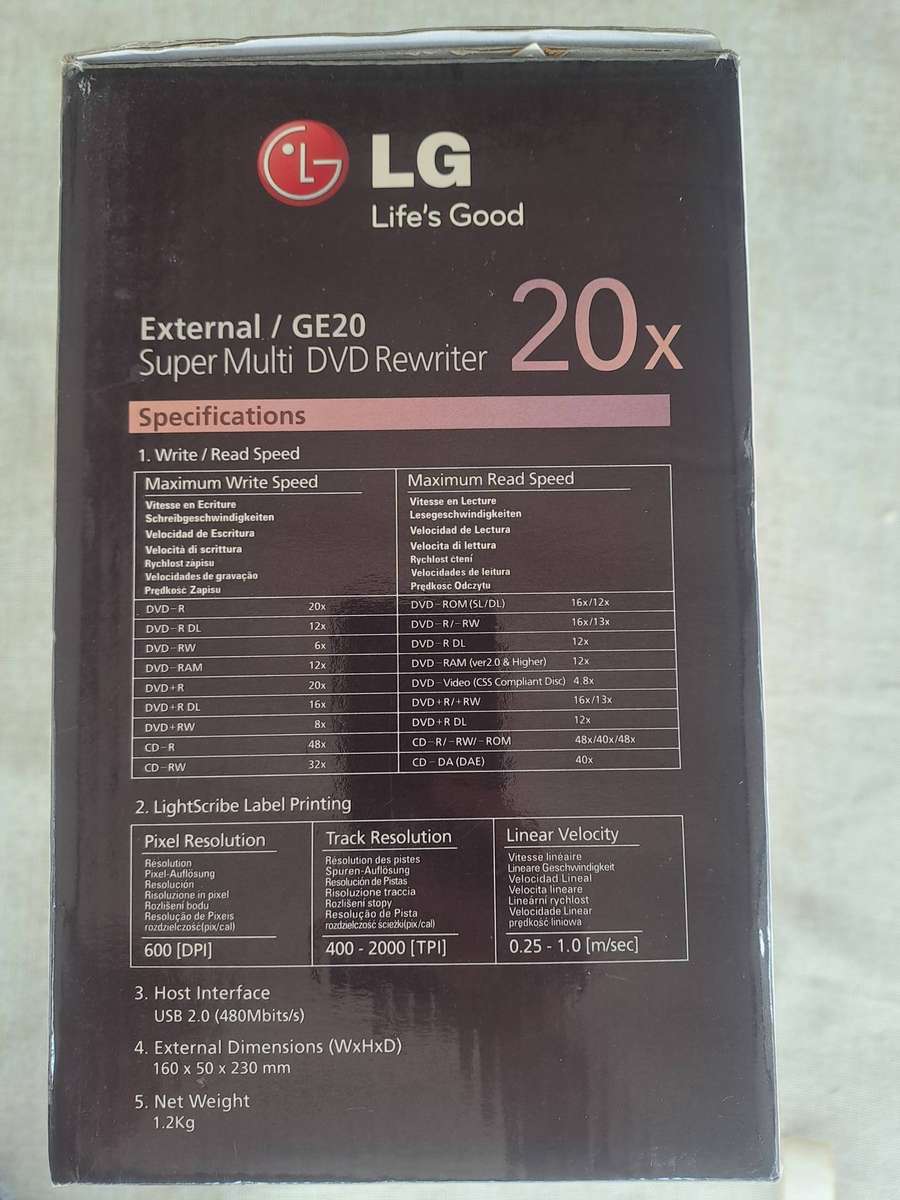 LG
Life's Good
External / GE20
Super Multi DVD Rewriter
20x
Specifications
1. Write / Read Speed
Maximum Write Speed
Vitesse en Ecriture
Schreibgeschwindigkeiten
Velocidad de Escritura
Velocità di scrittura
Rychlost zápisu
Velocidades de gravação
Prędkosc Zapisu
DVD-R 20x
DVD-R DL 12x
DVD-RW 6x
DVD-RAM 12x
DVD+R 20x
DVD+R DL 16x
DVD+RW 8x
CD-R 48x
CD-RW 32x
Maximum Read Speed
Vitesse en Lecture
Lesegeschwindigkeiten
Velocidad de Lectura
Velocita di lettura
Rychlost čtení
Velocidades de leitura
Prędkosc Odczytu
DVD-ROM (SL/DL) 16x/12x
DVD-R/-RW 16x/13x
DVD-R DL 12x
DVD-RAM (ver2.0 & Higher) 12x
DVD-Video (CSS Compliant Disc) 4.8x
DVD+R/+RW 16x/13x
DVD+R DL 12x
CD-R/-RW/-ROM 48x/40x/48x
CD-DA (DAE) 40x
2. LightScribe Label Printing
Pixel Resolution
Résolution
Pixel-Auflösung
Resolución
Risoluzione in pixel
Rozlišení bodu
Resolução de Pixeis
rozdzielczość(pix/cal)
600 [DPI]
Track Resolution
Résolution des pistes
Spuren-Auflösung
Resolución de Pistas
Risoluzione traccia
Rozlišení stopy
Resolução de Pista
rozdzielczość ścieżki(pix/cal)
400 - 2000 [TPI]
Linear Velocity
Vitesse linéaire
Lineare Geschwindigkeit
Velocidad Lineal
Velocita lineare
Lineární rychlost
Velocidade Linear
prędkość liniowa
0.25 - 1.0 [m/sec]
3. Host Interface
USB 2.0 (480Mbits/s)
4. External Dimensions (WxHxD)
160 x 50 x 230 mm
5. Net Weight
1.2Kg